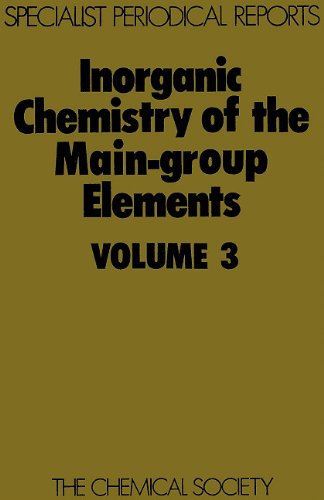 SPECIALIST PERIODICAL REPORTS
Inorganic
Chemistry of the
Main-group
Elements
VOLUME 3
THE CHEMICAL SOCIETY